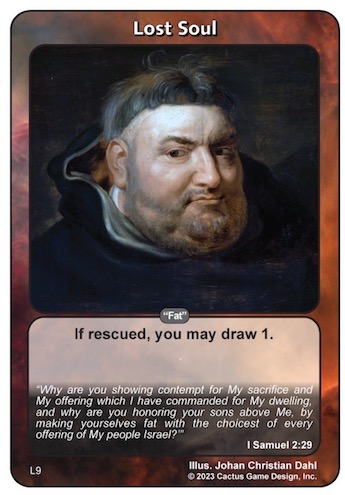 Lost Soul
“Fat”
If rescued, you may draw 1.
“Why are you showing contempt for My sacrifice and
My offering which I have commanded for My dwelling,
and why are you honoring your sons above Me, by
making yourselves fat with the choicest of every
offering of My people Israel?’”
I Samuel 2:29
L9
Illus. Johan Christian Dahl
© 2023 Cactus Game Design, Inc.